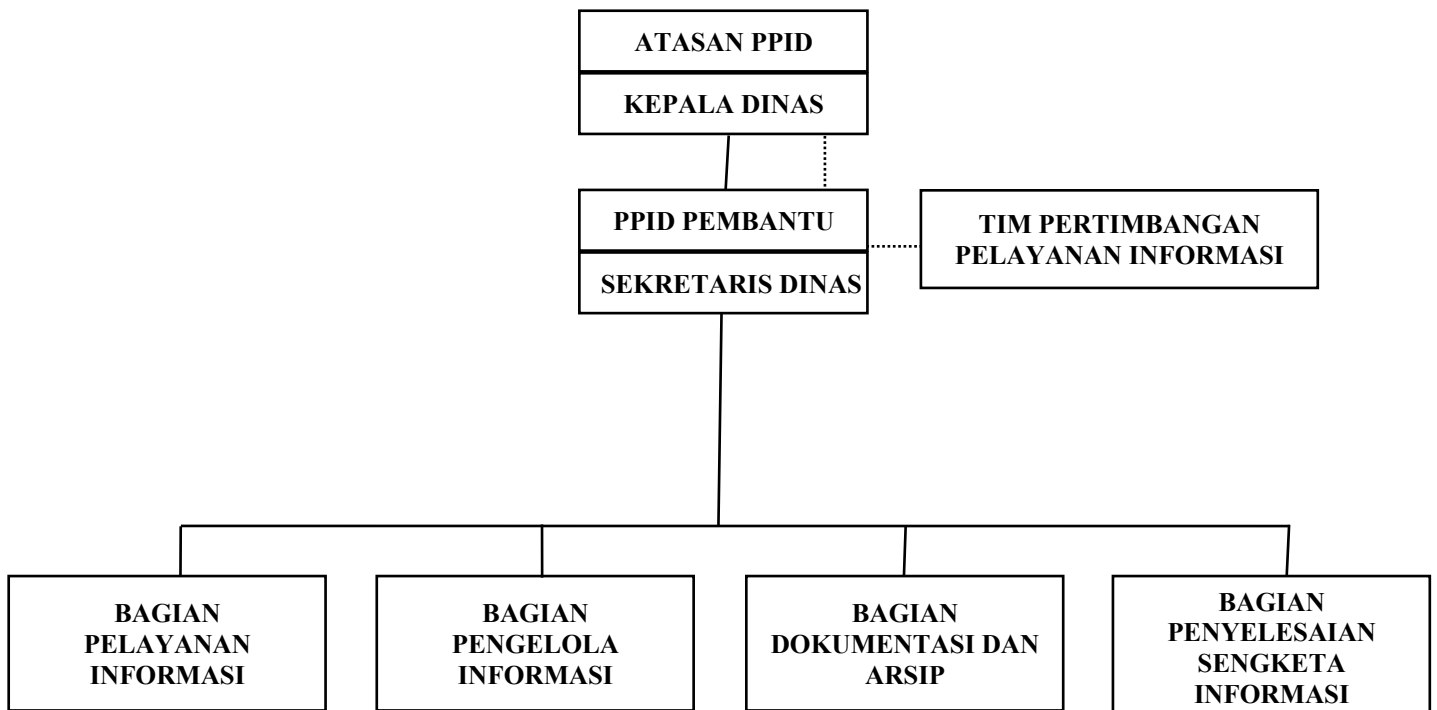 ATASAN PPID
KEPALA DINAS
PPID PEMBANTU
SEKRETARIS DINAS
TIM PERTIMBANGAN
PELAYANAN INFORMASI
BAGIAN
PELAYANAN
INFORMASI
BAGIAN
PENGELOLA
INFORMASI
BAGIAN
DOKUMENTASI DAN
ARSIP
BAGIAN
PENYELESAIAN
SENGKETA
INFORMASI